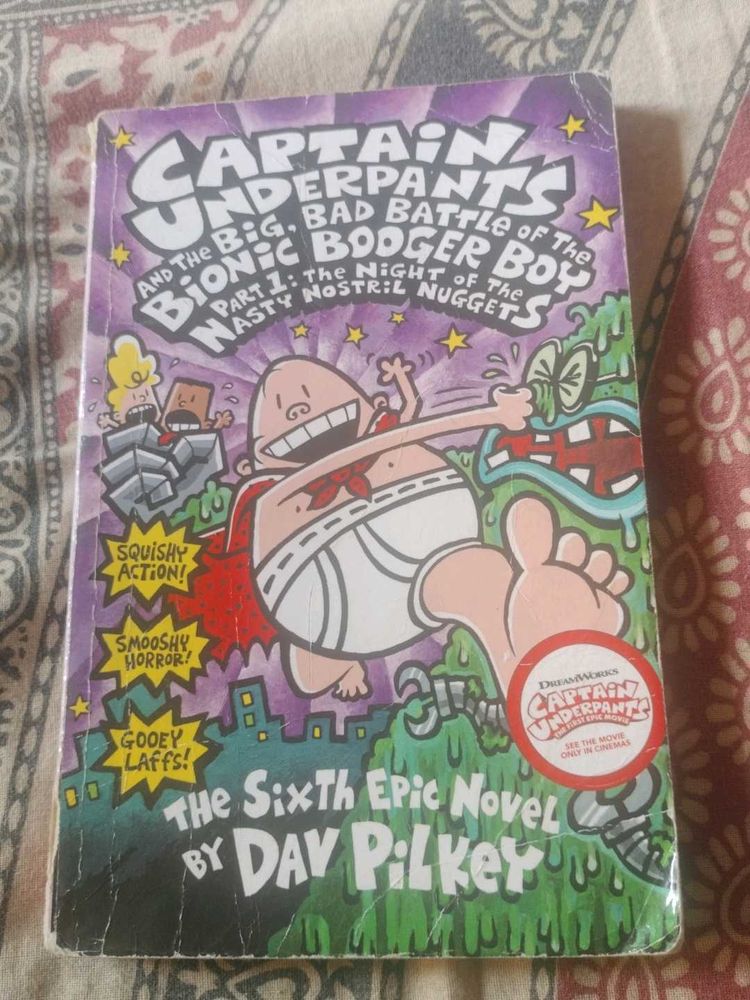 CAPTAIN
UNDERPANTS
AND THE BIG, BAD BATTLE OF THE
BIONIC BOOGER BOY
PART 1: THE NIGHT OF THE
NASTY NOSTRIL NUGGETS
SQUISHY
ACTION!
SMOOSHY
HORROR!
GOOEY
LAFFS!
DREAMWORKS
CAPTAIN
UNDERPANTS
THE FIRST EPIC MOVIE
SEE THE MOVIE
ONLY IN CINEMAS
THE SIXTH EPIC NOVEL
BY DAV PILKEY